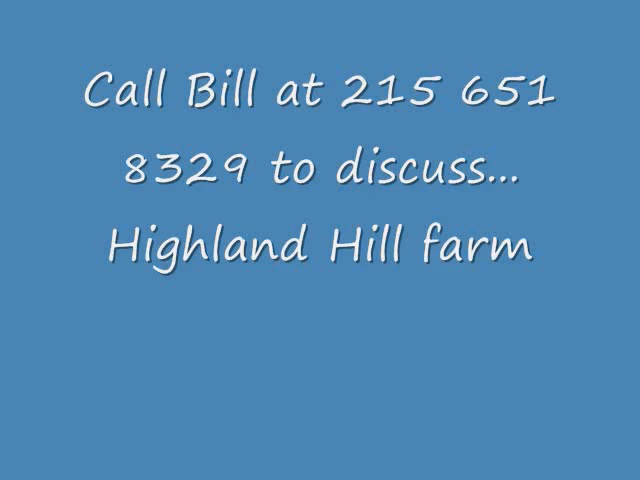 Call Bill at 215 651
8329 to discuss...
Highland Hill farm